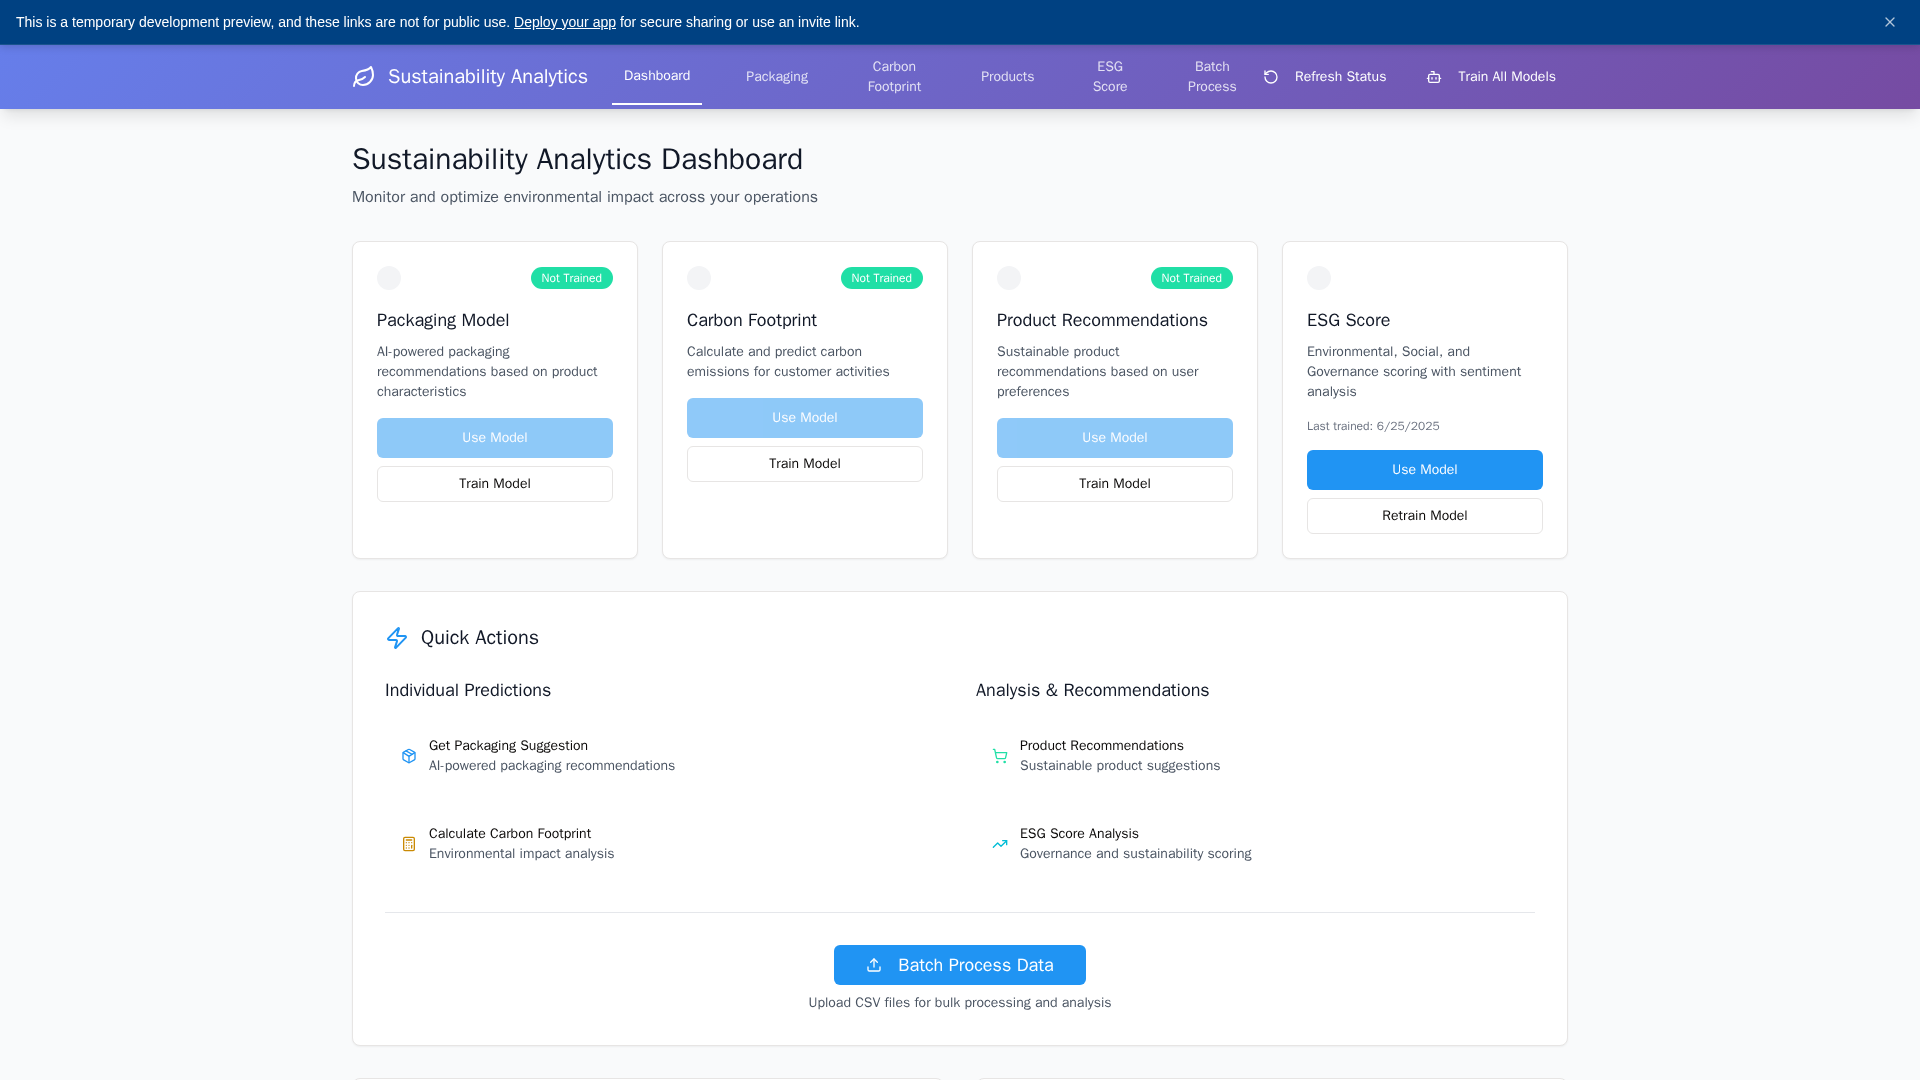 This is a temporary development preview, and these links are not for public use. Deploy your app for secure sharing or use an invite link.
Sustainability Analytics
Dashboard
Packaging
Carbon
Footprint
Products
ESG
Score
Batch
Process
Refresh Status
Train All Models
Sustainability Analytics Dashboard
Monitor and optimize environmental impact across your operations
Not Trained
Packaging Model
AI-powered packaging
recommendations based on product
characteristics
Use Model
Train Model
Not Trained
Carbon Footprint
Calculate and predict carbon
emissions for customer activities
Use Model
Train Model
Not Trained
Product Recommendations
Sustainable product
recommendations based on user
preferences
Use Model
Train Model
ESG Score
Environmental, Social, and
Governance scoring with sentiment
analysis
Last trained: 6/25/2025
Use Model
Retrain Model
Quick Actions
Individual Predictions
Get Packaging Suggestion
AI-powered packaging recommendations
Calculate Carbon Footprint
Environmental impact analysis
Analysis & Recommendations
Product Recommendations
Sustainable product suggestions
ESG Score Analysis
Governance and sustainability scoring
Batch Process Data
Upload CSV files for bulk processing and analysis